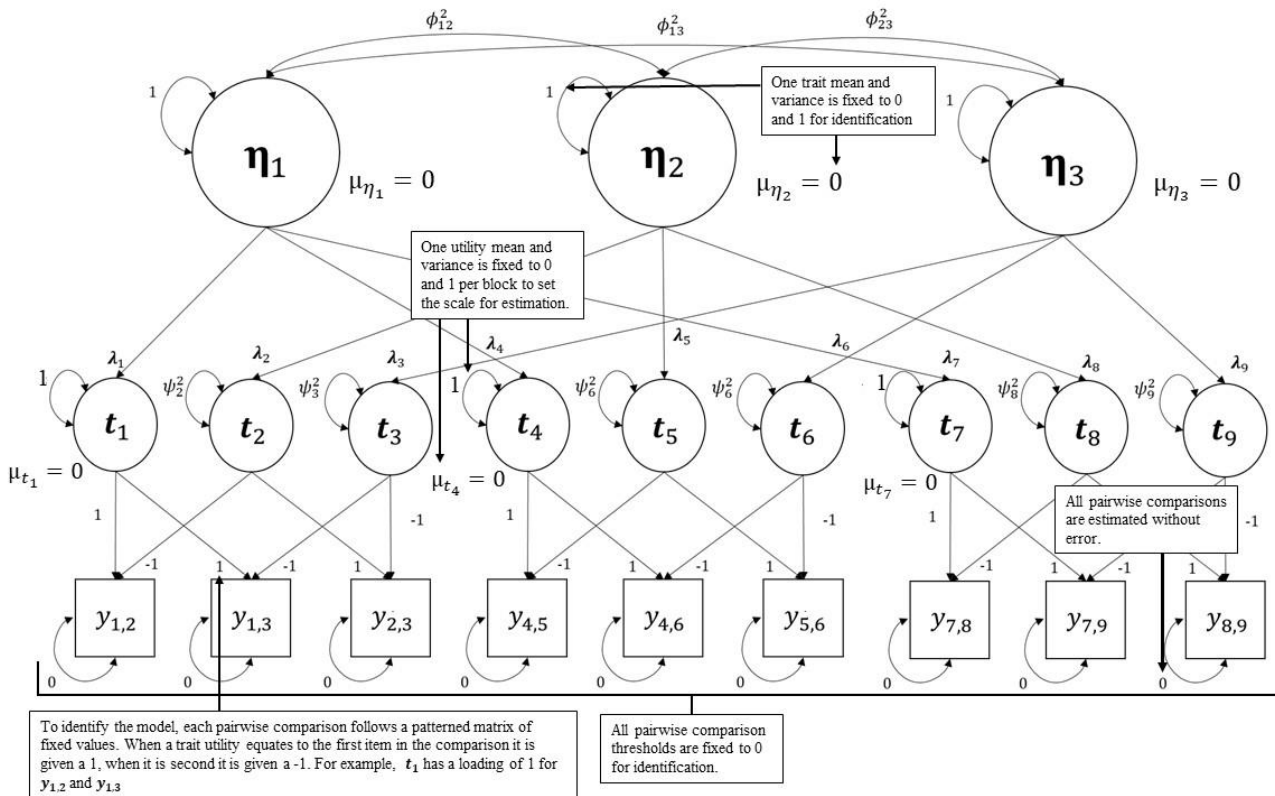 ϕ²₁₂
ϕ²₁₃
ϕ²₂₃
1
1
1
One trait mean and
variance is fixed to 0
and 1 for identification
η₁
η₂
η₃
μ_η₁ = 0
μ_η₂ = 0
μ_η₃ = 0
One utility mean and
variance is fixed to 0
and 1 per block to set
the scale for estimation.
λ₁
λ₂
λ₃
λ₄
λ₅
λ₆
λ₇
λ₈
λ₉
1
ψ²₂
ψ²₃
1
ψ²₆
ψ²₆
1
ψ²₈
ψ²₉
t₁
t₂
t₃
t₄
t₅
t₆
t₇
t₈
t₉
μ_t₁ = 0
μ_t₄ = 0
μ_t₇ = 0
All pairwise comparisons
are estimated without
error.
1
-1
1
-1
1
-1
1
-1
1
-1
1
-1
1
-1
1
-1
1
-1
y₁,₂
y₁,₃
y₂,₃
y₄,₅
y₄,₆
y₅,₆
y₇,₈
y₇,₉
y₈,₉
0
0
0
0
0
0
0
0
0
To identify the model, each pairwise comparison follows a patterned matrix of
fixed values. When a trait utility equates to the first item in the comparison it is
given a 1, when it is second it is given a -1. For example, t₁ has a loading of 1 for
y₁,₂ and y₁,₃
All pairwise comparison
thresholds are fixed to 0
for identification.